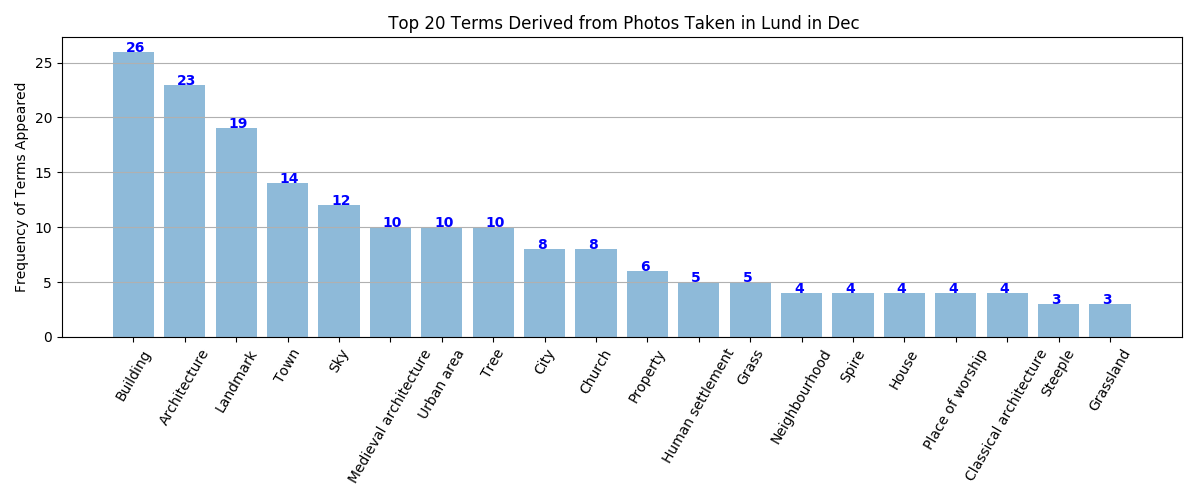 Top 20 Terms Derived from Photos Taken in Lund in Dec
Frequency of Terms Appeared
25
20
15
10
5
0
26
23
19
14
12
10
10
10
8
8
6
5
5
4
4
4
4
4
3
3
Building
Architecture
Landmark
Town
Sky
Medieval architecture
Urban area
Tree
City
Church
Property
Human settlement
Grass
Neighbourhood
Spire
House
Place of worship
Classical architecture
Steeple
Grassland